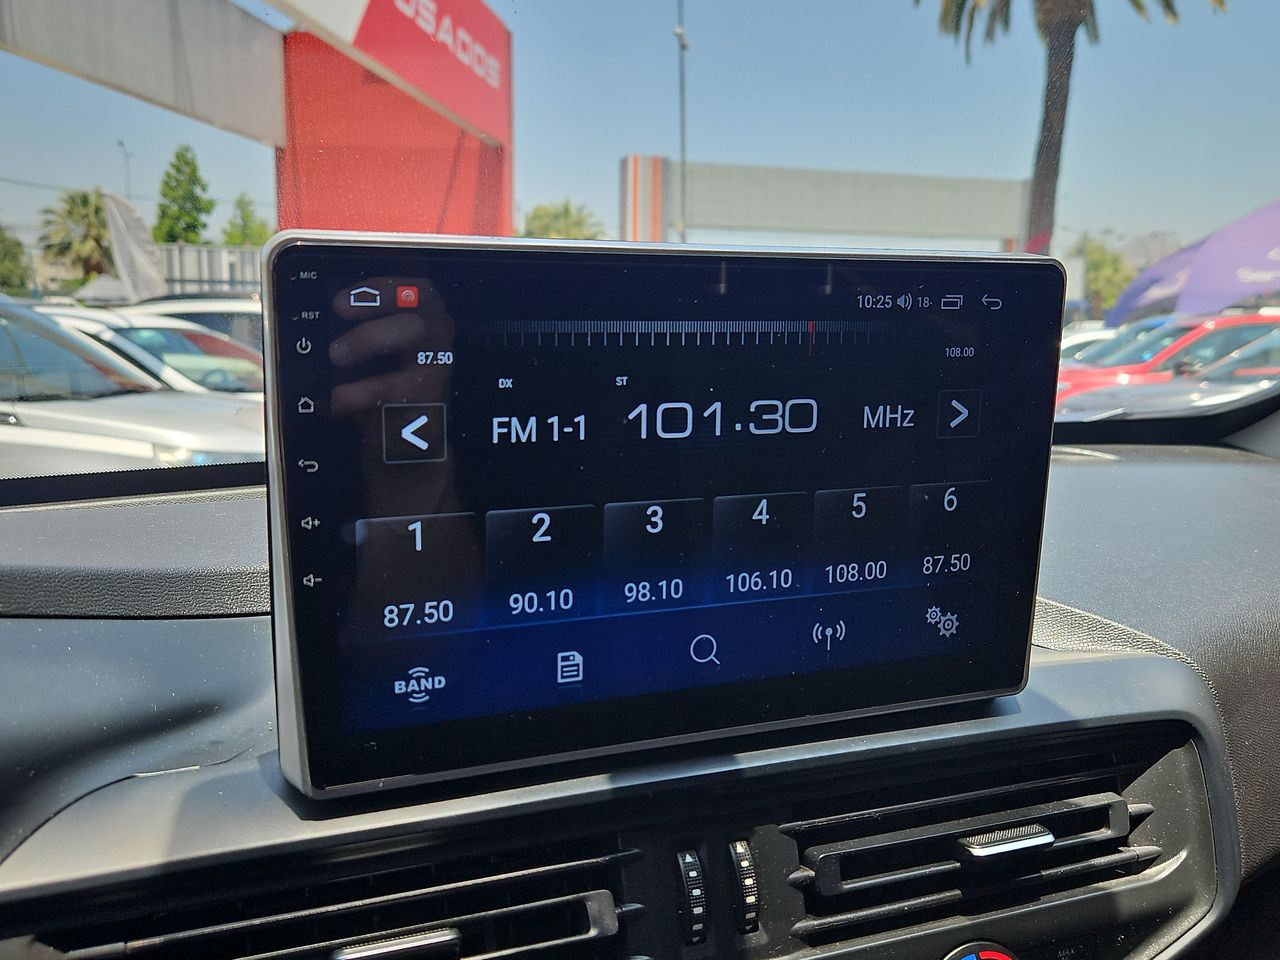 USADOS
MIC
RST
10:25 18
87.50
108.00
DX
ST
FM 1-1 101.30 MHz
1 2 3 4 5 6
87.50 90.10 98.10 106.10 108.00 87.50
BAND
MAX